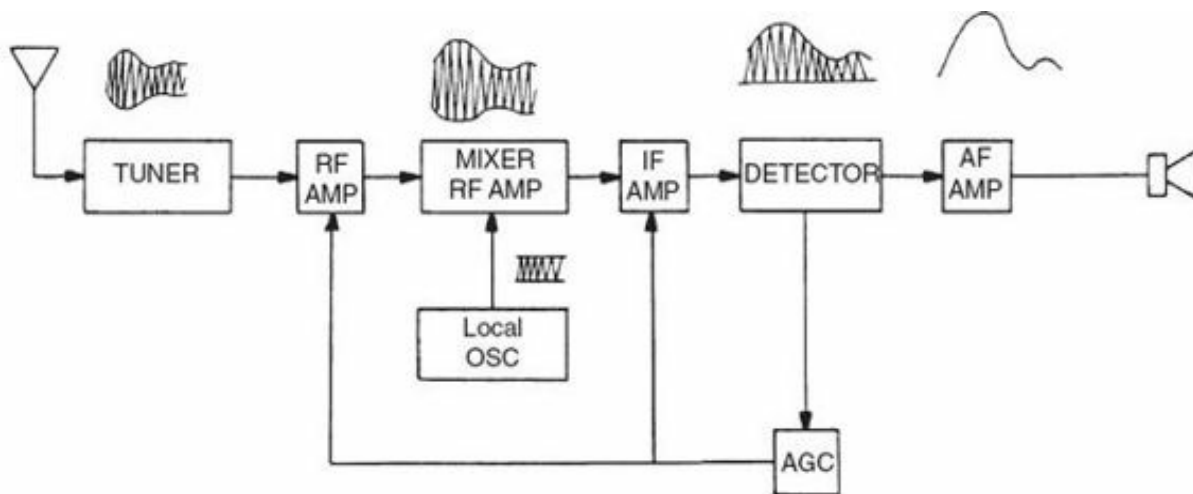 TUNER
RF
AMP
MIXER
RF AMP
IF
AMP
DETECTOR
AF
AMP
Local
OSC
AGC